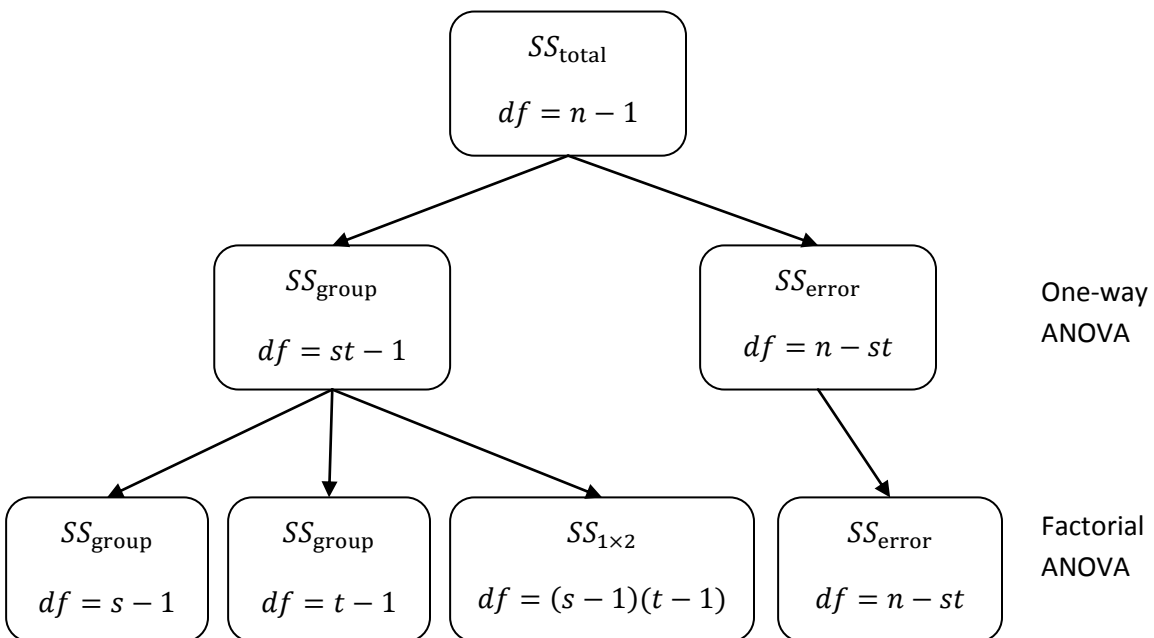 SS_total
df = n − 1
SS_group
df = st − 1
SS_error
df = n − st
One-way
ANOVA
SS_group
df = s − 1
SS_group
df = t − 1
SS_1×2
df = (s − 1)(t − 1)
SS_error
df = n − st
Factorial
ANOVA